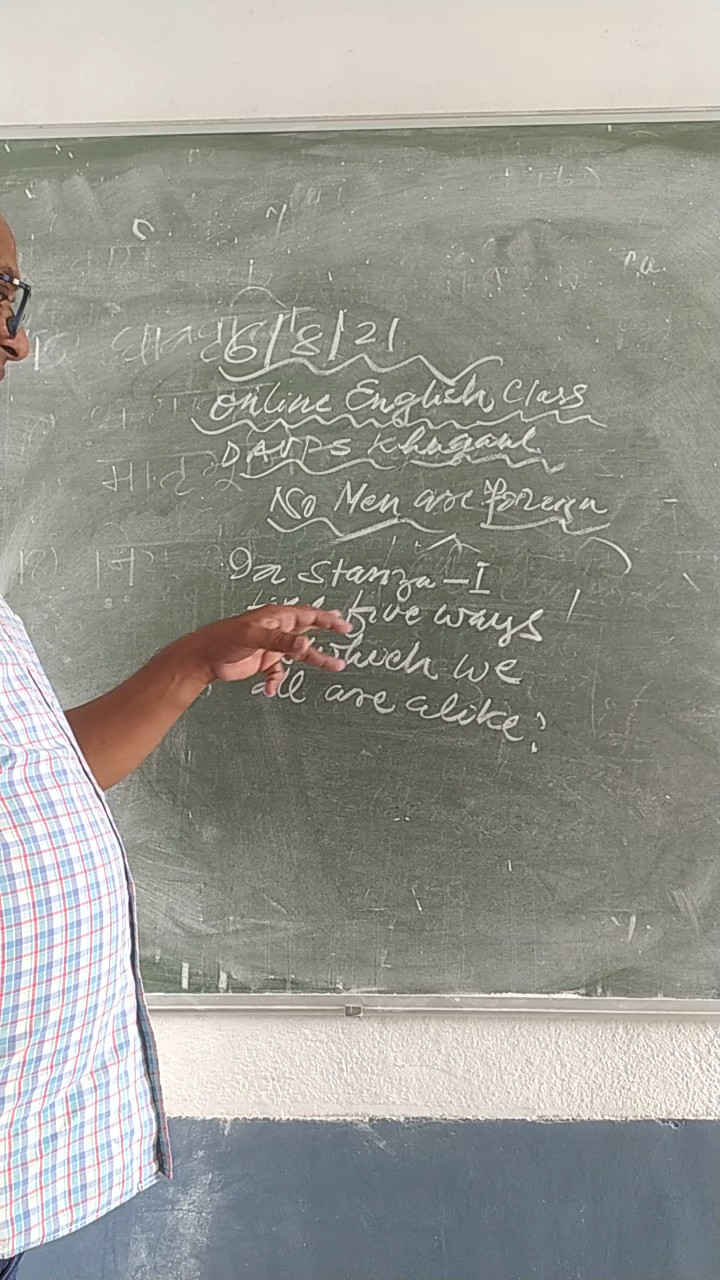 6/8/21
Online English Class
DAVPS Khagaul
No Men are Foreign
In Stanza-I
five ways
which we
all are alike?